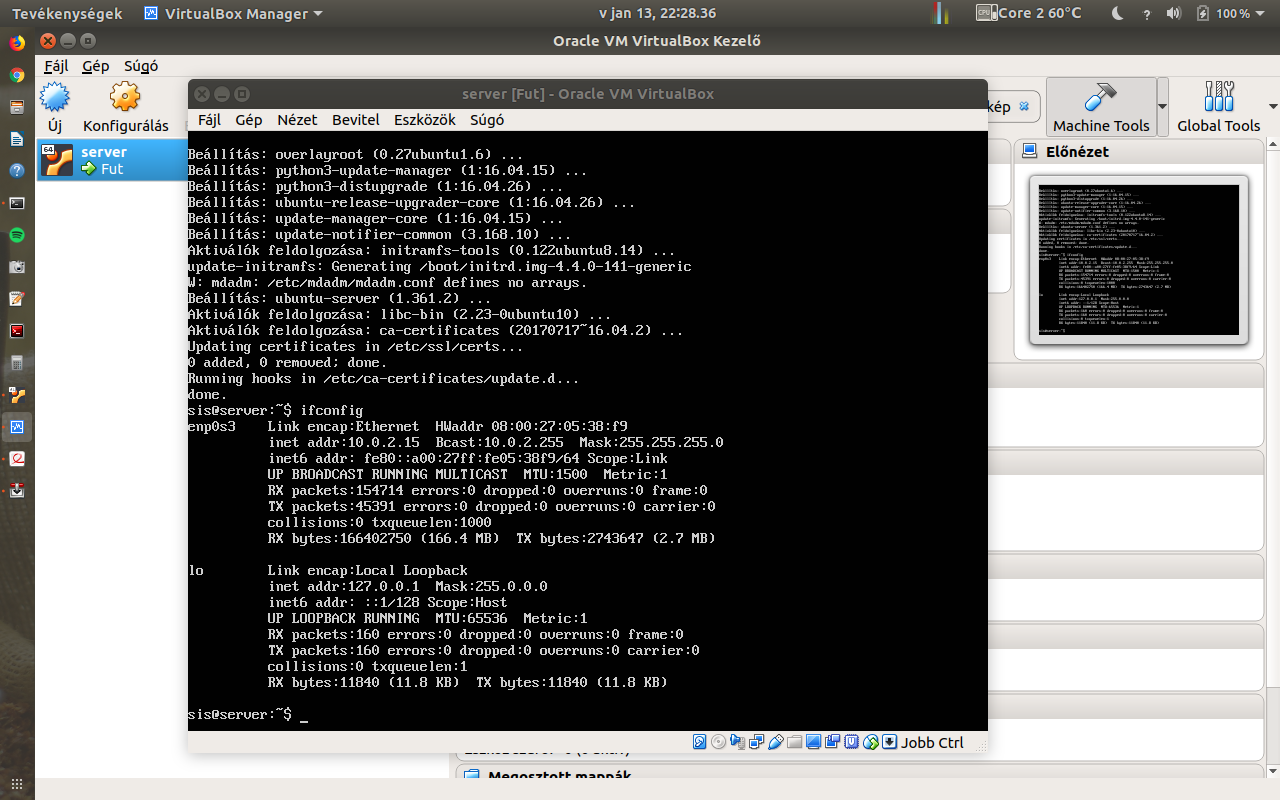 Tevékenységek VirtualBox Manager v jan 13, 22:28.36 Core 2 60°C 100 %
Oracle VM VirtualBox Kezelő
Fájl Gép Súgó
Új Konfigurálás kép Machine Tools Global Tools
server [Fut] - Oracle VM VirtualBox
Fájl Gép Nézet Bevitel Eszközök Súgó
64 server
Fut
Előnézet
Beállítás: overlayroot (0.27ubuntu1.6) ...
Beállítás: python3-update-manager (1:16.04.15) ...
Beállítás: python3-distupgrade (1:16.04.26) ...
Beállítás: ubuntu-release-upgrader-core (1:16.04.26) ...
Beállítás: update-manager-core (1:16.04.15) ...
Beállítás: update-notifier-common (3.168.10) ...
Aktiválók feldolgozása: initramfs-tools (0.122ubuntu8.14) ...
update-initramfs: Generating /boot/initrd.img-4.4.0-141-generic
W: mdadm: /etc/mdadm/mdadm.conf defines no arrays.
Beállítás: ubuntu-server (1.361.2) ...
Aktiválók feldolgozása: libc-bin (2.23-0ubuntu10) ...
Aktiválók feldolgozása: ca-certificates (20170717~16.04.2) ...
Updating certificates in /etc/ssl/certs...
0 added, 0 removed; done.
Running hooks in /etc/ca-certificates/update.d...
done.
sis@server:~$ ifconfig
enp0s3 Link encap:Ethernet HWaddr 08:00:27:05:38:f9
inet addr:10.0.2.15 Bcast:10.0.2.255 Mask:255.255.255.0
inet6 addr: fe80::a00:27ff:fe05:38f9/64 Scope:Link
UP BROADCAST RUNNING MULTICAST MTU:1500 Metric:1
RX packets:154714 errors:0 dropped:0 overruns:0 frame:0
TX packets:45391 errors:0 dropped:0 overruns:0 carrier:0
collisions:0 txqueuelen:1000
RX bytes:166402750 (166.4 MB) TX bytes:2743647 (2.7 MB)
lo Link encap:Local Loopback
inet addr:127.0.0.1 Mask:255.0.0.0
inet6 addr: ::1/128 Scope:Host
UP LOOPBACK RUNNING MTU:65536 Metric:1
RX packets:160 errors:0 dropped:0 overruns:0 frame:0
TX packets:160 errors:0 dropped:0 overruns:0 carrier:0
collisions:0 txqueuelen:1
RX bytes:11840 (11.8 KB) TX bytes:11840 (11.8 KB)
sis@server:~$ _
Jobb Ctrl
Megosztott mappák